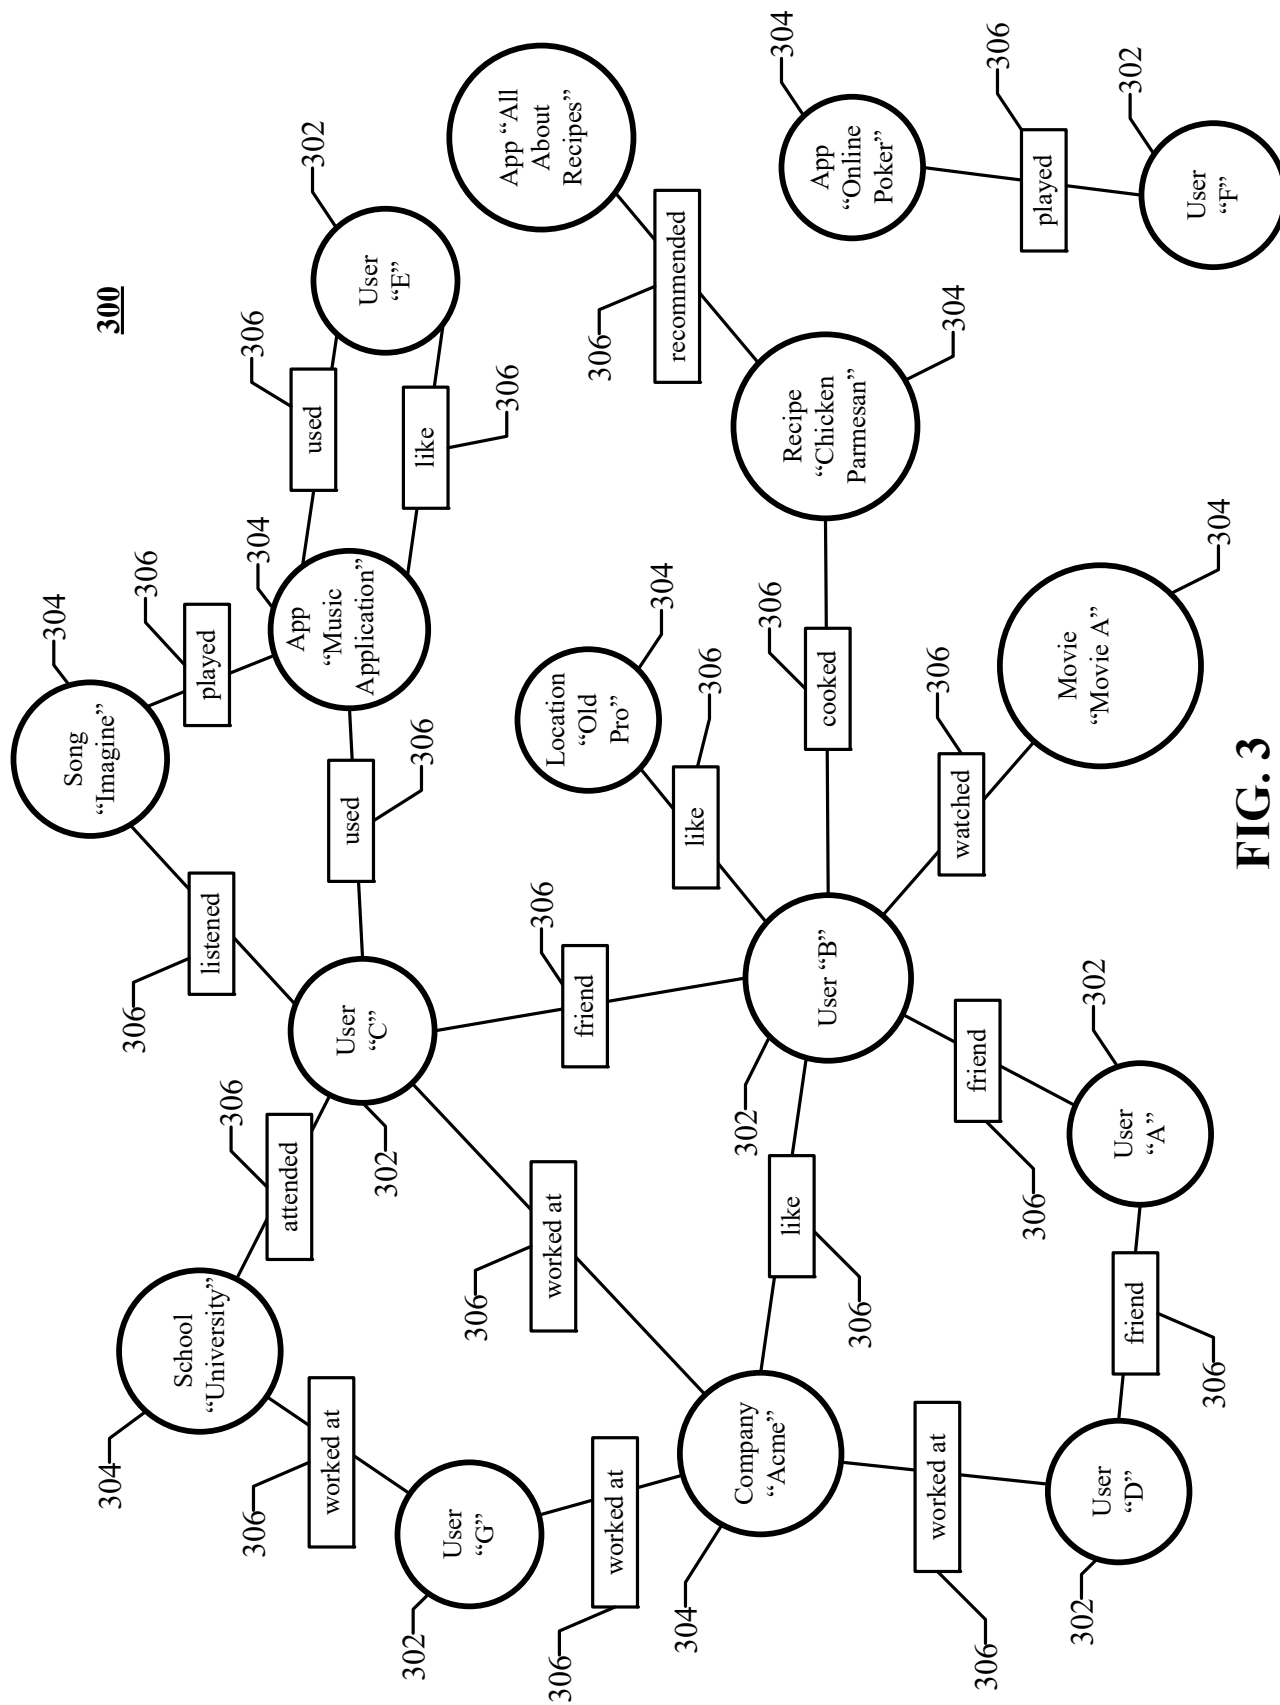 300
304
Song
“Imagine”
304
School
“University”
306
listened
306
played
306
attended
306
worked at
306
used
302
User
“E”
306
like
304
App
“Music
Application”
306
used
302
User
“C”
302
User
“G”
306
worked at
306
worked at
306
friend
App “All
About
Recipes”
306
recommended
304
Location
“Old
Pro”
306
like
306
worked at
304
Company
“Acme”
306
like
302
User “B”
306
cooked
304
Recipe
“Chicken
Parmesan”
304
App
“Online
Poker”
306
worked at
306
friend
306
watched
306
played
302
User
“D”
306
friend
302
User
“A”
304
Movie
“Movie A”
302
User
“F”
FIG. 3